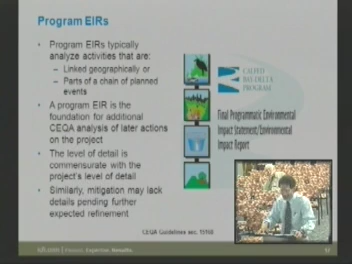 Program EIRs
• Program EIRs typically
analyze activities that are:
– Linked geographically or
– Parts of a chain of planned
events
• A program EIR is the
foundation for additional
CEQA analysis of later actions
on the project
• The level of detail is
commensurate with the
project's level of detail
• Similarly, mitigation may lack
details pending further
expected refinement
CALFED
BAY-DELTA
PROGRAM
Final Programmatic Environmental
Impact Statement/Environmental
Impact Report
CEQA Guidelines sec. 15168